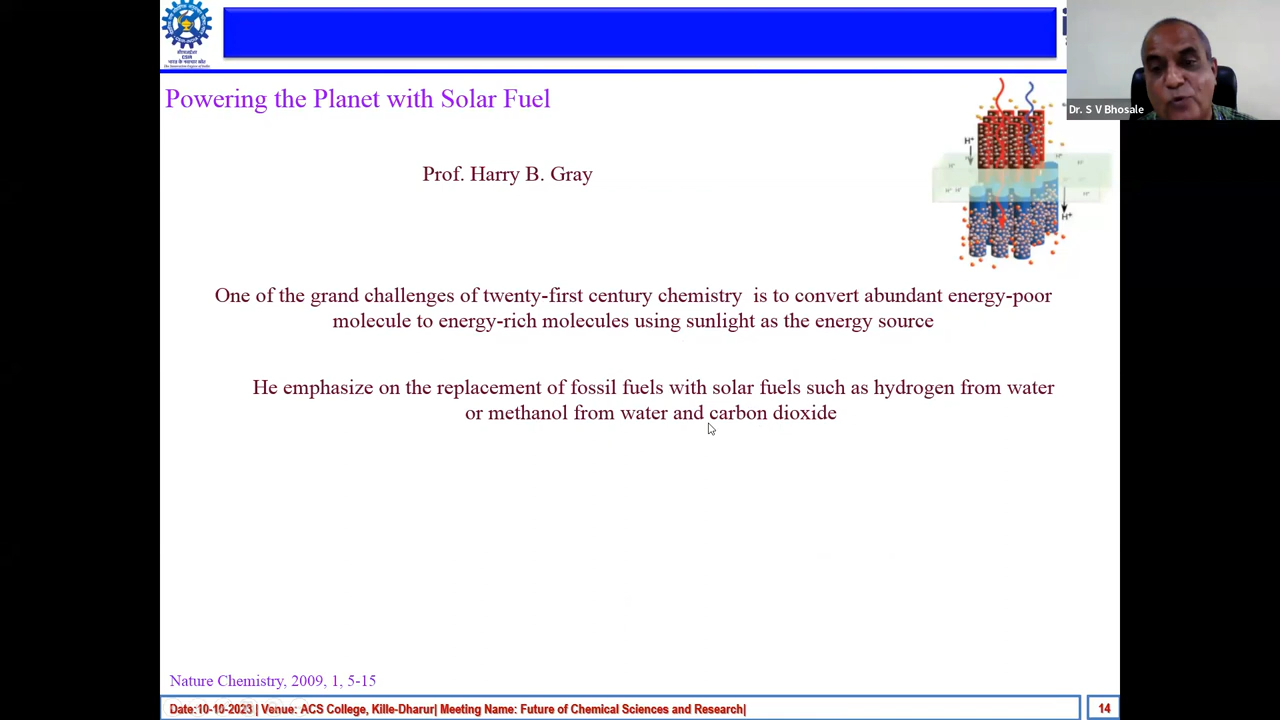 CSIR
Powering the Planet with Solar Fuel
Dr. S V Bhosale
H⁺
H⁺
Prof. Harry B. Gray
One of the grand challenges of twenty-first century chemistry is to convert abundant energy-poor
molecule to energy-rich molecules using sunlight as the energy source
He emphasize on the replacement of fossil fuels with solar fuels such as hydrogen from water
or methanol from water and carbon dioxide
Nature Chemistry, 2009, 1, 5-15
Date:10-10-2023| Venue: ACS College, Kille-Dharur| Meeting Name: Future of Chemical Sciences and Research|
14